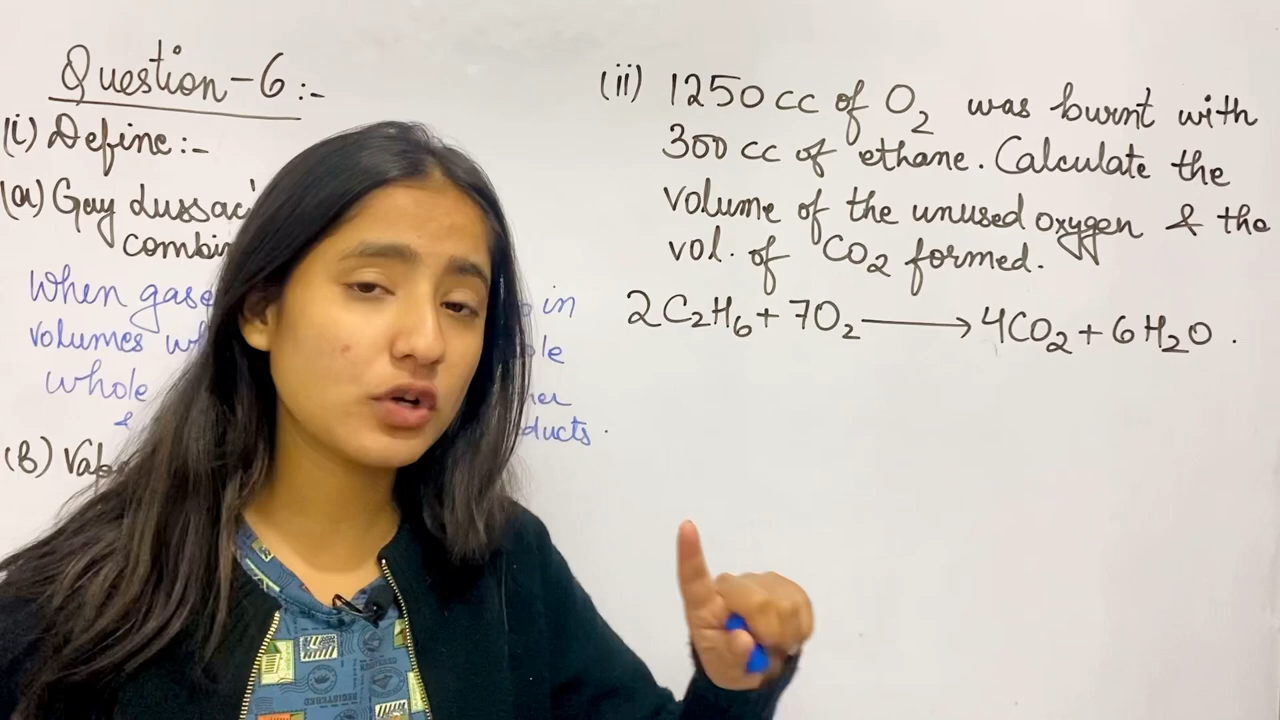 Question-6:-
(i) Define:-
(a) Gay Lussac's
combin
When gase in
volumes wh le
whole her
& ducts.
(B) Vap
(ii) 1250 cc of O₂ was burnt with
300 cc of ethane. Calculate the
volume of the unused oxygen & the
vol. of CO₂ formed.
2C₂H₆ + 7O₂ ⟶ 4CO₂ + 6H₂O.
REGISTERED